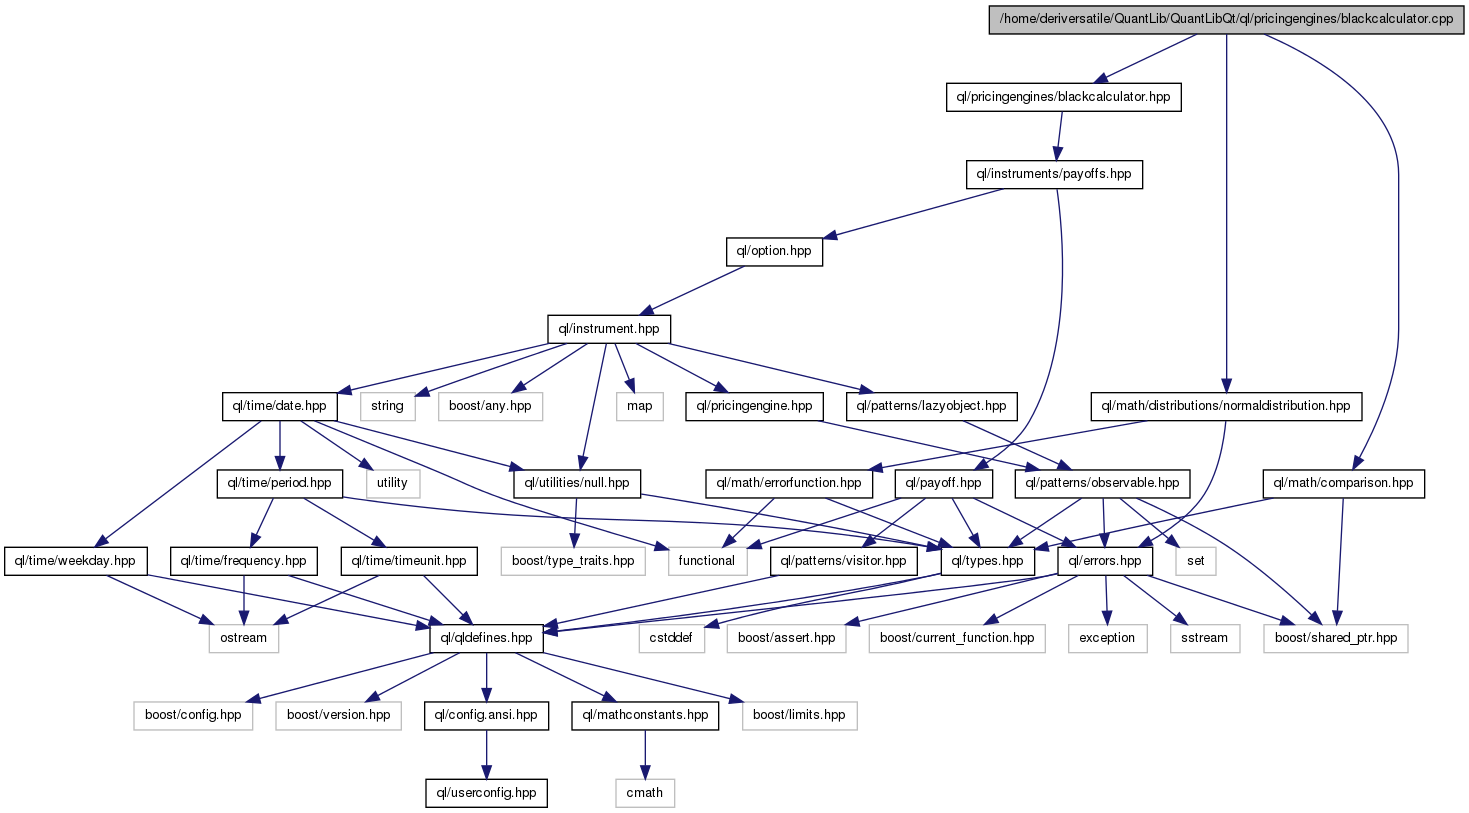 /home/deriversatile/QuantLib/QuantLibQt/ql/pricingengines/blackcalculator.cpp
ql/pricingengines/blackcalculator.hpp
ql/instruments/payoffs.hpp
ql/option.hpp
ql/instrument.hpp
ql/time/date.hpp
string
boost/any.hpp
map
ql/pricingengine.hpp
ql/patterns/lazyobject.hpp
ql/math/distributions/normaldistribution.hpp
ql/time/period.hpp
utility
ql/utilities/null.hpp
ql/math/errorfunction.hpp
ql/payoff.hpp
ql/patterns/observable.hpp
ql/math/comparison.hpp
ql/time/weekday.hpp
ql/time/frequency.hpp
ql/time/timeunit.hpp
boost/type_traits.hpp
functional
ql/patterns/visitor.hpp
ql/types.hpp
ql/errors.hpp
set
ostream
ql/qldefines.hpp
cstddef
boost/assert.hpp
boost/current_function.hpp
exception
sstream
boost/shared_ptr.hpp
boost/config.hpp
boost/version.hpp
ql/config.ansi.hpp
ql/mathconstants.hpp
boost/limits.hpp
ql/userconfig.hpp
cmath